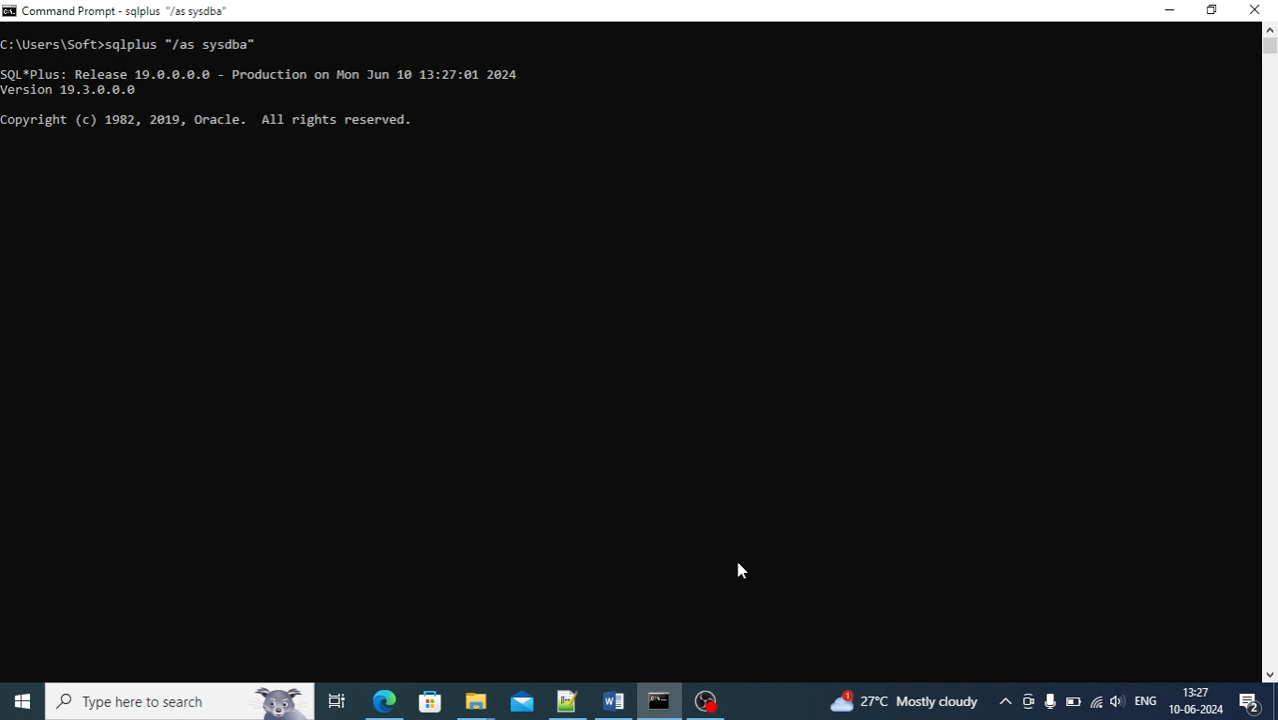 Command Prompt - sqlplus "/as sysdba"
C:\Users\Soft>sqlplus "/as sysdba"
SQL*Plus: Release 19.0.0.0.0 - Production on Mon Jun 10 13:27:01 2024
Version 19.3.0.0.0
Copyright (c) 1982, 2019, Oracle.  All rights reserved.
Type here to search
1
27°C Mostly cloudy
ENG
13:27
10-06-2024
2